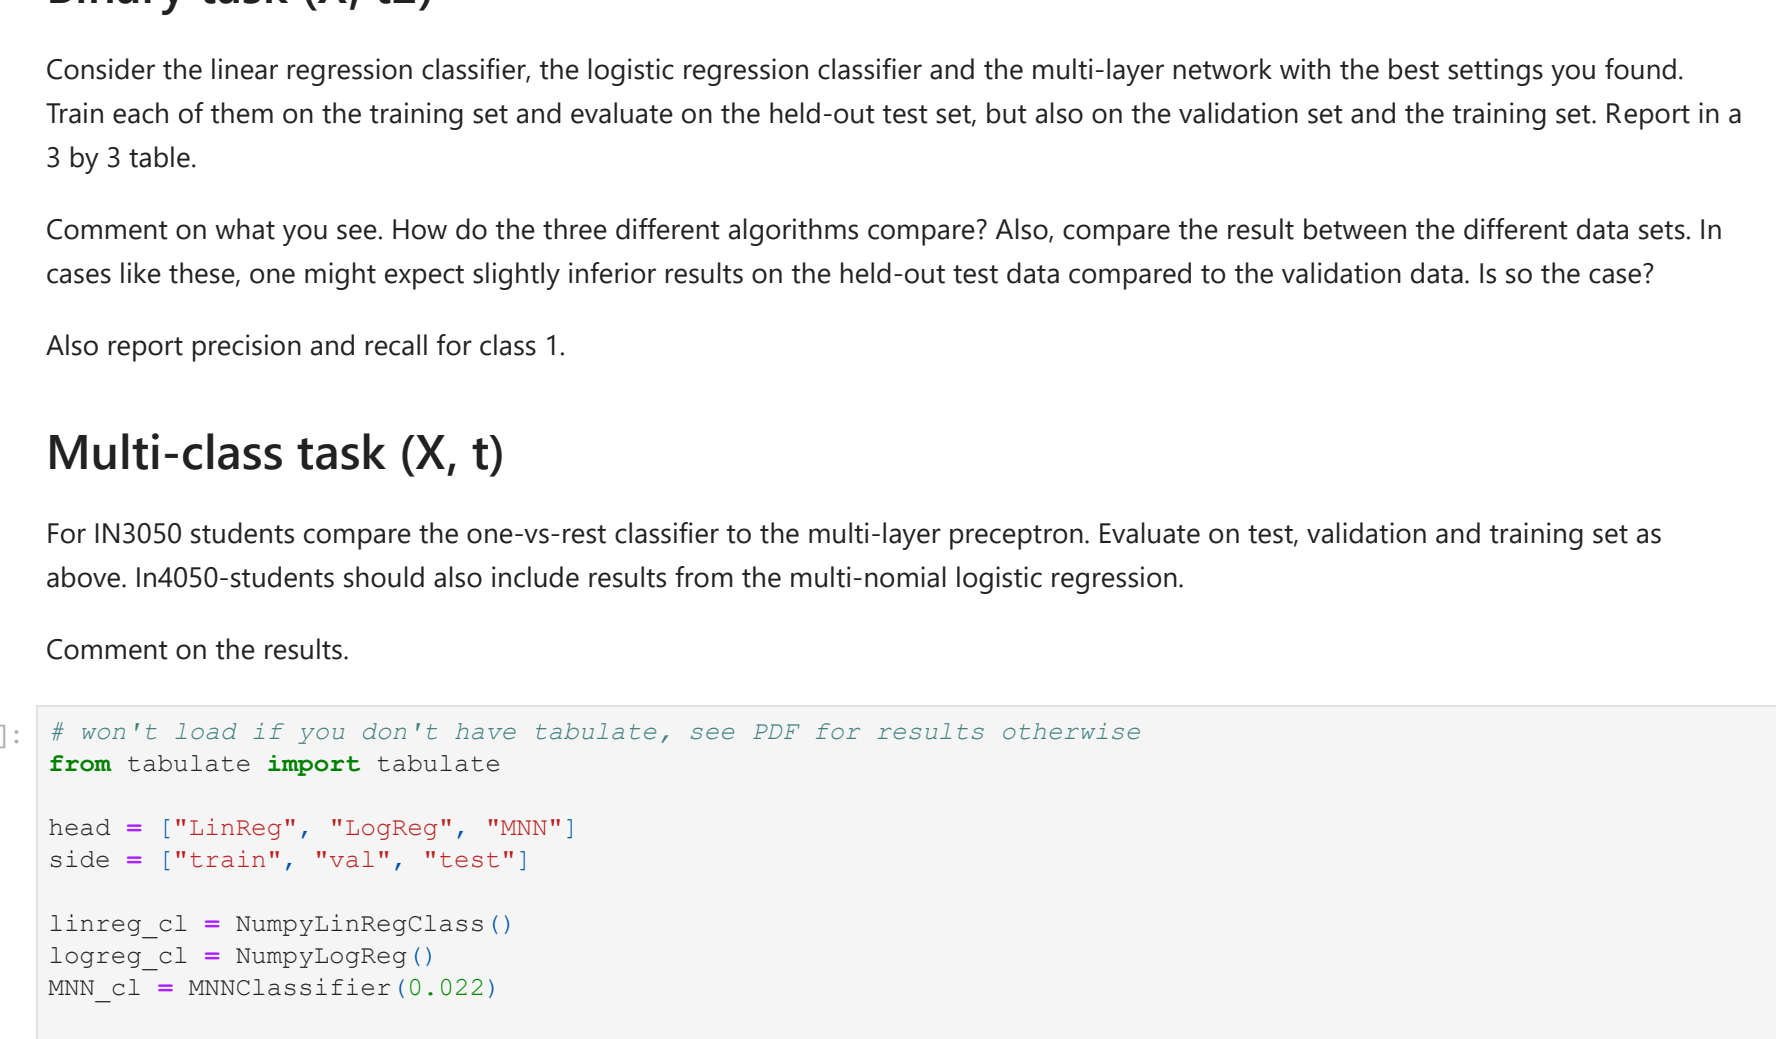 Binary task (X, t2)
Consider the linear regression classifier, the logistic regression classifier and the multi-layer network with the best settings you found.
Train each of them on the training set and evaluate on the held-out test set, but also on the validation set and the training set. Report in a
3 by 3 table.
Comment on what you see. How do the three different algorithms compare? Also, compare the result between the different data sets. In
cases like these, one might expect slightly inferior results on the held-out test data compared to the validation data. Is so the case?
Also report precision and recall for class 1.
Multi-class task (X, t)
For IN3050 students compare the one-vs-rest classifier to the multi-layer preceptron. Evaluate on test, validation and training set as
above. In4050-students should also include results from the multi-nomial logistic regression.
Comment on the results.
]: # won't load if you don't have tabulate, see PDF for results otherwise
from tabulate import tabulate
head = ["LinReg", "LogReg", "MNN"]
side = ["train", "val", "test"]
linreg_cl = NumpyLinRegClass()
logreg_cl = NumpyLogReg()
MNN_cl = MNNClassifier(0.022)